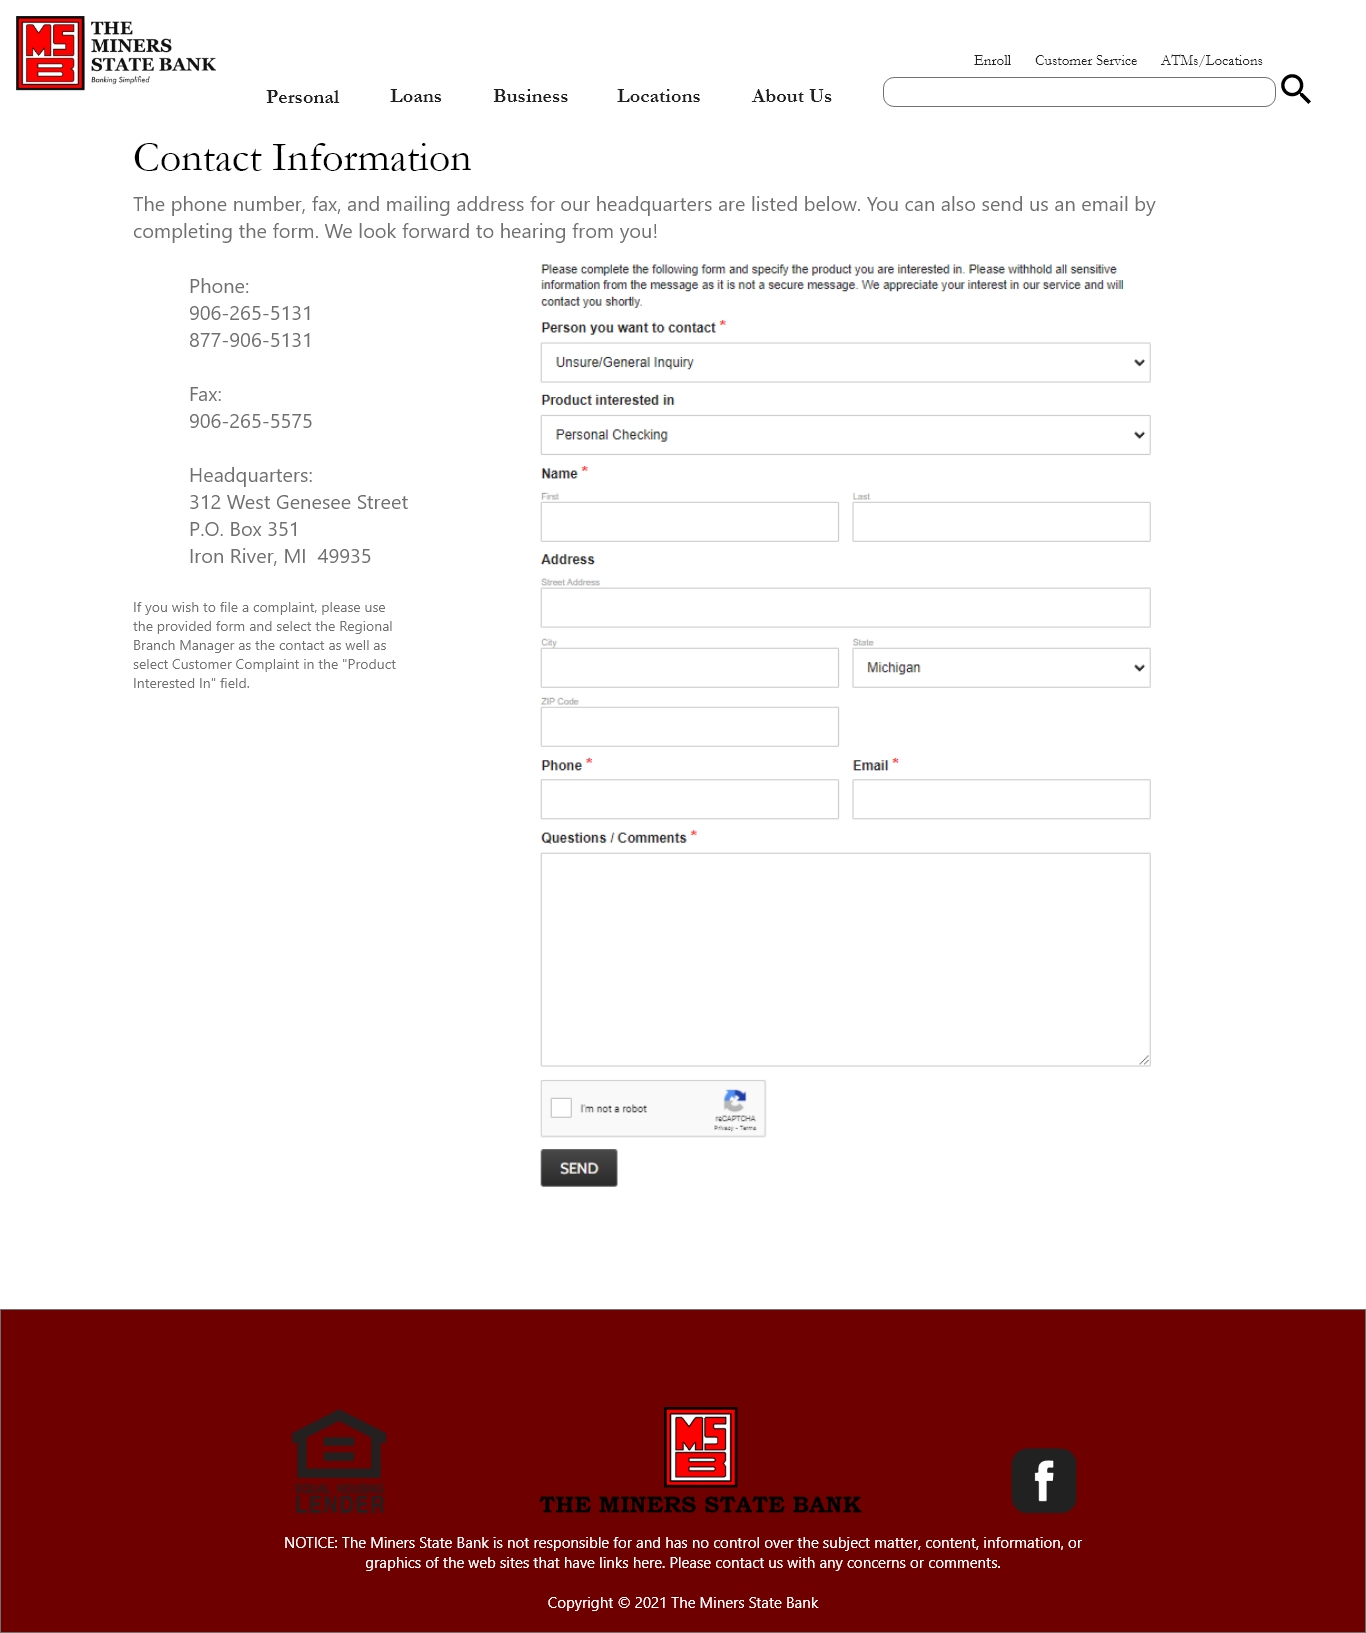 MSB
THE
MINERS
STATE BANK
Banking Simplified
Enroll Customer Service ATMs/Locations
Personal Loans Business Locations About Us
Contact Information
The phone number, fax, and mailing address for our headquarters are listed below. You can also send us an email by
completing the form. We look forward to hearing from you!
Phone:
906-265-5131
877-906-5131
Fax:
906-265-5575
Headquarters:
312 West Genesee Street
P.O. Box 351
Iron River, MI 49935
If you wish to file a complaint, please use
the provided form and select the Regional
Branch Manager as the contact as well as
select Customer Complaint in the "Product
Interested In" field.
Please complete the following form and specify the product you are interested in. Please withhold all sensitive
information from the message as it is not a secure message. We appreciate your interest in our service and will
contact you shortly.
Person you want to contact *
Unsure/General Inquiry
Product interested in
Personal Checking
Name *
First Last
Address
Street Address
City State
Michigan
ZIP Code
Phone * Email *
Questions / Comments *
I'm not a robot
reCAPTCHA
Privacy - Terms
SEND
EQUAL HOUSING
LENDER
MSB
THE MINERS STATE BANK
f
NOTICE: The Miners State Bank is not responsible for and has no control over the subject matter, content, information, or
graphics of the web sites that have links here. Please contact us with any concerns or comments.
Copyright © 2021 The Miners State Bank